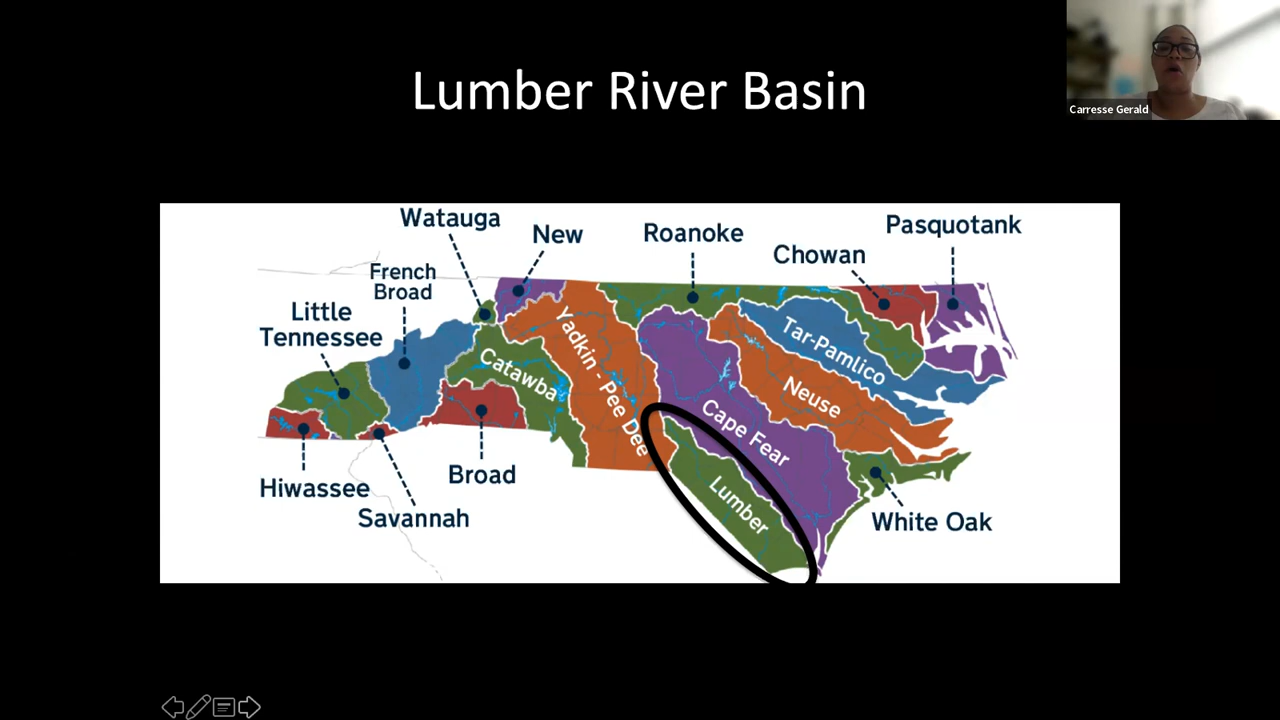 Lumber River Basin
Carresse Gerald
Watauga
New
Roanoke
Pasquotank
Chowan
French
Broad
Little
Tennessee
Yadkin - Pee Dee
Catawba
Tar-Pamlico
Neuse
Cape Fear
Lumber
Broad
Hiwassee
Savannah
White Oak